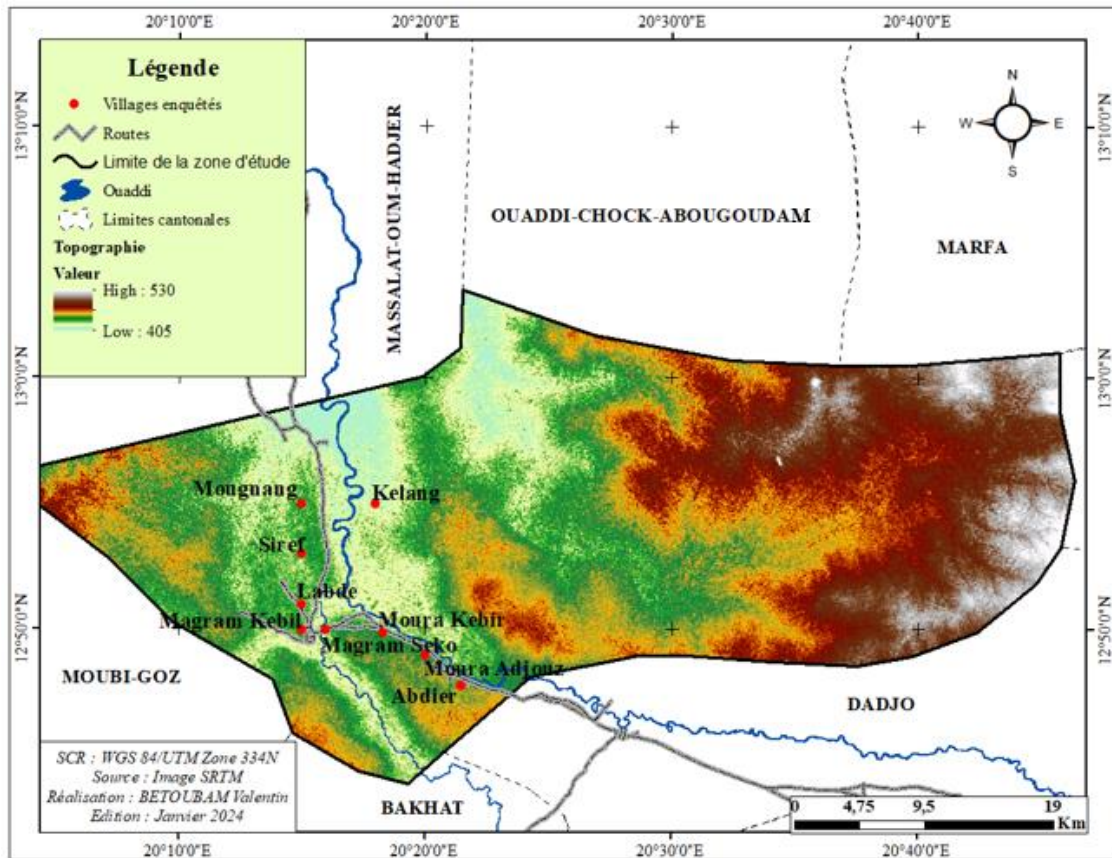 20°10'0"E 20°20'0"E 20°30'0"E 20°40'0"E
Légende
Villages enquêtés
Routes
Limite de la zone d'étude
Ouaddi
Limites cantonales
Topographie
Valeur
High : 530
Low : 405
N
W E
S
13°10'0"N 13°10'0"N
MASSALAT-OUM-HADJER
OUADDI-CHOCK-ABOUGOUDAM
MARFA
13°0'0"N 13°0'0"N
Mougnang
Kelang
Siref
Labde
Magram Kebil
Moura Kebir
Magram Seko
Moura Adjouz
Abdier
12°50'0"N 12°50'0"N
MOUBI-GOZ
DADJO
BAKHAT
SCR : WGS 84/UTM Zone 334N
Source : Image SRTM
Réalisation : BETOUBAM Valentin
Edition : Janvier 2024
0 4,75 9,5 19
Km
20°10'0"E 20°20'0"E 20°30'0"E 20°40'0"E